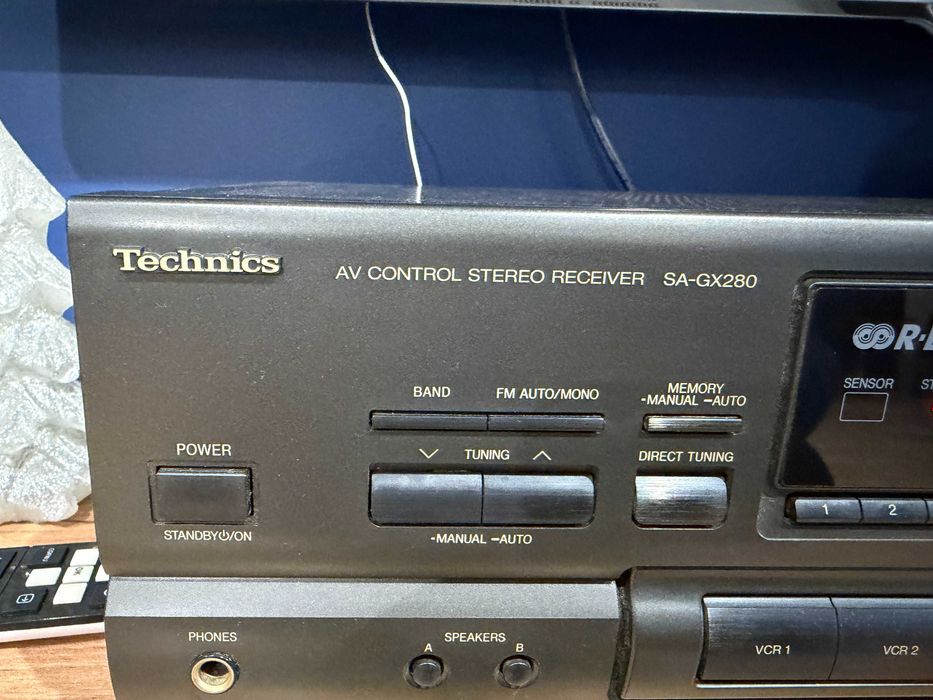 Technics
AV CONTROL STEREO RECEIVER SA-GX280
SENSOR
BAND
FM AUTO/MONO
MEMORY
-MANUAL –AUTO
TUNING
DIRECT TUNING
-MANUAL –AUTO
POWER
STANDBY⏻/ON
1
2
PHONES
SPEAKERS
A
B
VCR 1
VCR 2